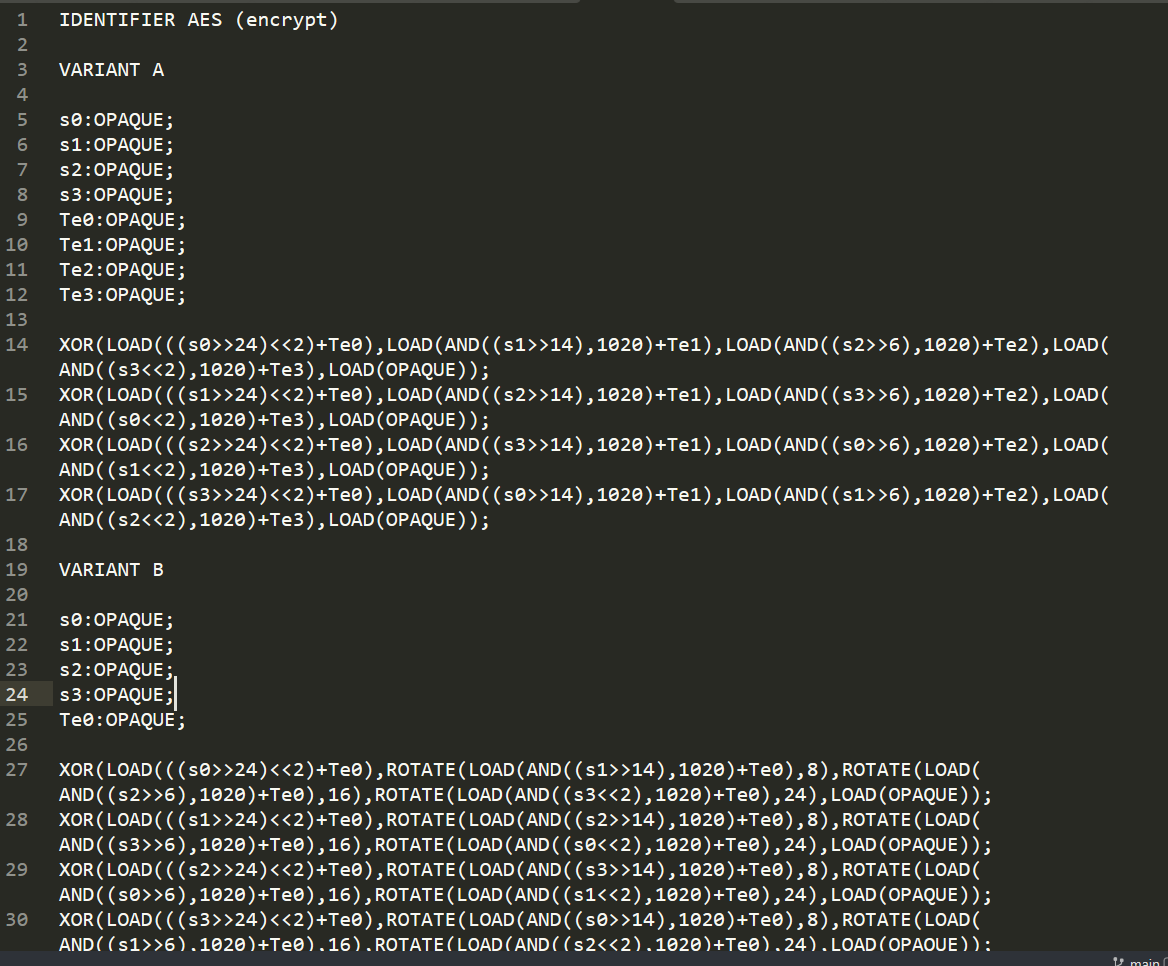 1 IDENTIFIER AES (encrypt)
2
3 VARIANT A
4
5 s0:OPAQUE;
6 s1:OPAQUE;
7 s2:OPAQUE;
8 s3:OPAQUE;
9 Te0:OPAQUE;
10 Te1:OPAQUE;
11 Te2:OPAQUE;
12 Te3:OPAQUE;
13
14 XOR(LOAD(((s0>>24)<<2)+Te0),LOAD(AND((s1>>14),1020)+Te1),LOAD(AND((s2>>6),1020)+Te2),LOAD(
AND((s3<<2),1020)+Te3),LOAD(OPAQUE));
15 XOR(LOAD(((s1>>24)<<2)+Te0),LOAD(AND((s2>>14),1020)+Te1),LOAD(AND((s3>>6),1020)+Te2),LOAD(
AND((s0<<2),1020)+Te3),LOAD(OPAQUE));
16 XOR(LOAD(((s2>>24)<<2)+Te0),LOAD(AND((s3>>14),1020)+Te1),LOAD(AND((s0>>6),1020)+Te2),LOAD(
AND((s1<<2),1020)+Te3),LOAD(OPAQUE));
17 XOR(LOAD(((s3>>24)<<2)+Te0),LOAD(AND((s0>>14),1020)+Te1),LOAD(AND((s1>>6),1020)+Te2),LOAD(
AND((s2<<2),1020)+Te3),LOAD(OPAQUE));
18
19 VARIANT B
20
21 s0:OPAQUE;
22 s1:OPAQUE;
23 s2:OPAQUE;
24 s3:OPAQUE;
25 Te0:OPAQUE;
26
27 XOR(LOAD(((s0>>24)<<2)+Te0),ROTATE(LOAD(AND((s1>>14),1020)+Te0),8),ROTATE(LOAD(
AND((s2>>6),1020)+Te0),16),ROTATE(LOAD(AND((s3<<2),1020)+Te0),24),LOAD(OPAQUE));
28 XOR(LOAD(((s1>>24)<<2)+Te0),ROTATE(LOAD(AND((s2>>14),1020)+Te0),8),ROTATE(LOAD(
AND((s3>>6),1020)+Te0),16),ROTATE(LOAD(AND((s0<<2),1020)+Te0),24),LOAD(OPAQUE));
29 XOR(LOAD(((s2>>24)<<2)+Te0),ROTATE(LOAD(AND((s3>>14),1020)+Te0),8),ROTATE(LOAD(
AND((s0>>6),1020)+Te0),16),ROTATE(LOAD(AND((s1<<2),1020)+Te0),24),LOAD(OPAQUE));
30 XOR(LOAD(((s3>>24)<<2)+Te0),ROTATE(LOAD(AND((s0>>14),1020)+Te0),8),ROTATE(LOAD(
AND((s1>>6),1020)+Te0),16),ROTATE(LOAD(AND((s2<<2),1020)+Te0),24),LOAD(OPAQUE));
main